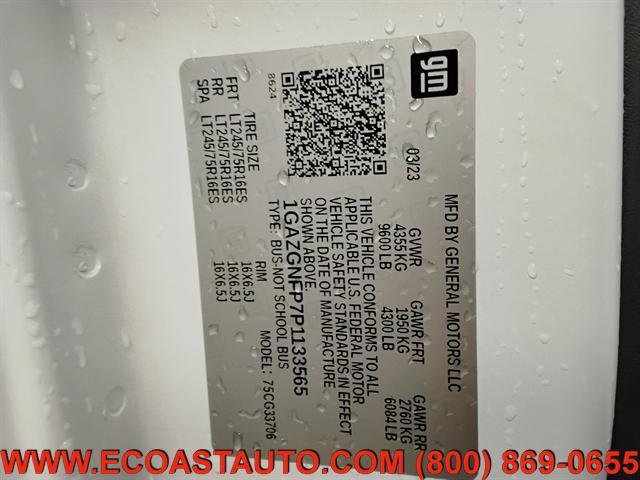 gm
MFD BY GENERAL MOTORS LLC
03/23
GVWR GAWR FRT GAWR RR
4355 KG 1950 KG 2760 KG
9600 LB 4300 LB 6084 LB
THIS VEHICLE CONFORMS TO ALL
APPLICABLE U.S. FEDERAL MOTOR
VEHICLE SAFETY STANDARDS IN EFFECT
ON THE DATE OF MANUFACTURE
SHOWN ABOVE.
1GAZGNFP7P1133565
TYPE: BUS-NOT SCHOOL BUS
MODEL: 75CG33706
8624
TIRE SIZE RIM
FRT LT245/75R16ES 16X6.5J
RR LT245/75R16ES 16X6.5J
SPA LT245/75R16ES 16X6.5J
WWW.ECOASTAUTO.COM (800) 869-0655